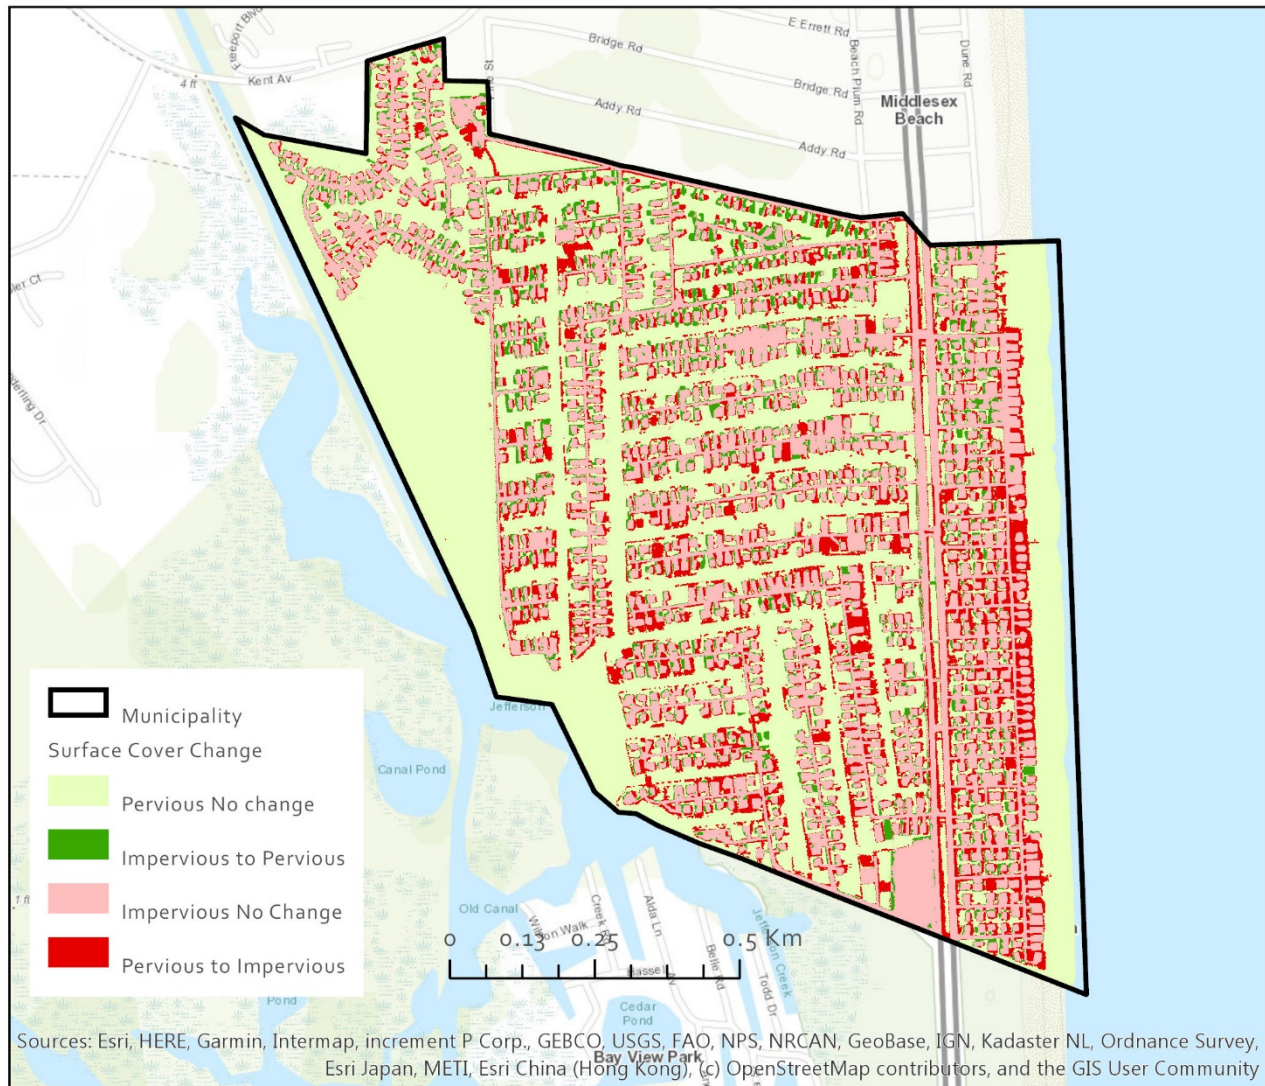 E Errett Rd
Bridge Rd
Freeport Blvd
Dune Rd
Beach Plum Rd
Kent Av
4 ft
Bridge Rd
Addy Rd
Middlesex
Beach
Addy Rd
Municipality
Surface Cover Change
Pervious No change
Impervious to Pervious
Impervious No Change
Pervious to Impervious
Jefferson
Canal Pond
Old Canal
1 ft
Alda Ln
Belle Rd
Todd Dr
Jefferson Creek
0 0.13 0.25 0.5 Km
Cedar
Pond
Pond
Bay View Park
Sources: Esri, HERE, Garmin, Intermap, increment P Corp., GEBCO, USGS, FAO, NPS, NRCAN, GeoBase, IGN, Kadaster NL, Ordnance Survey,
Esri Japan, METI, Esri China (Hong Kong), (c) OpenStreetMap contributors, and the GIS User Community